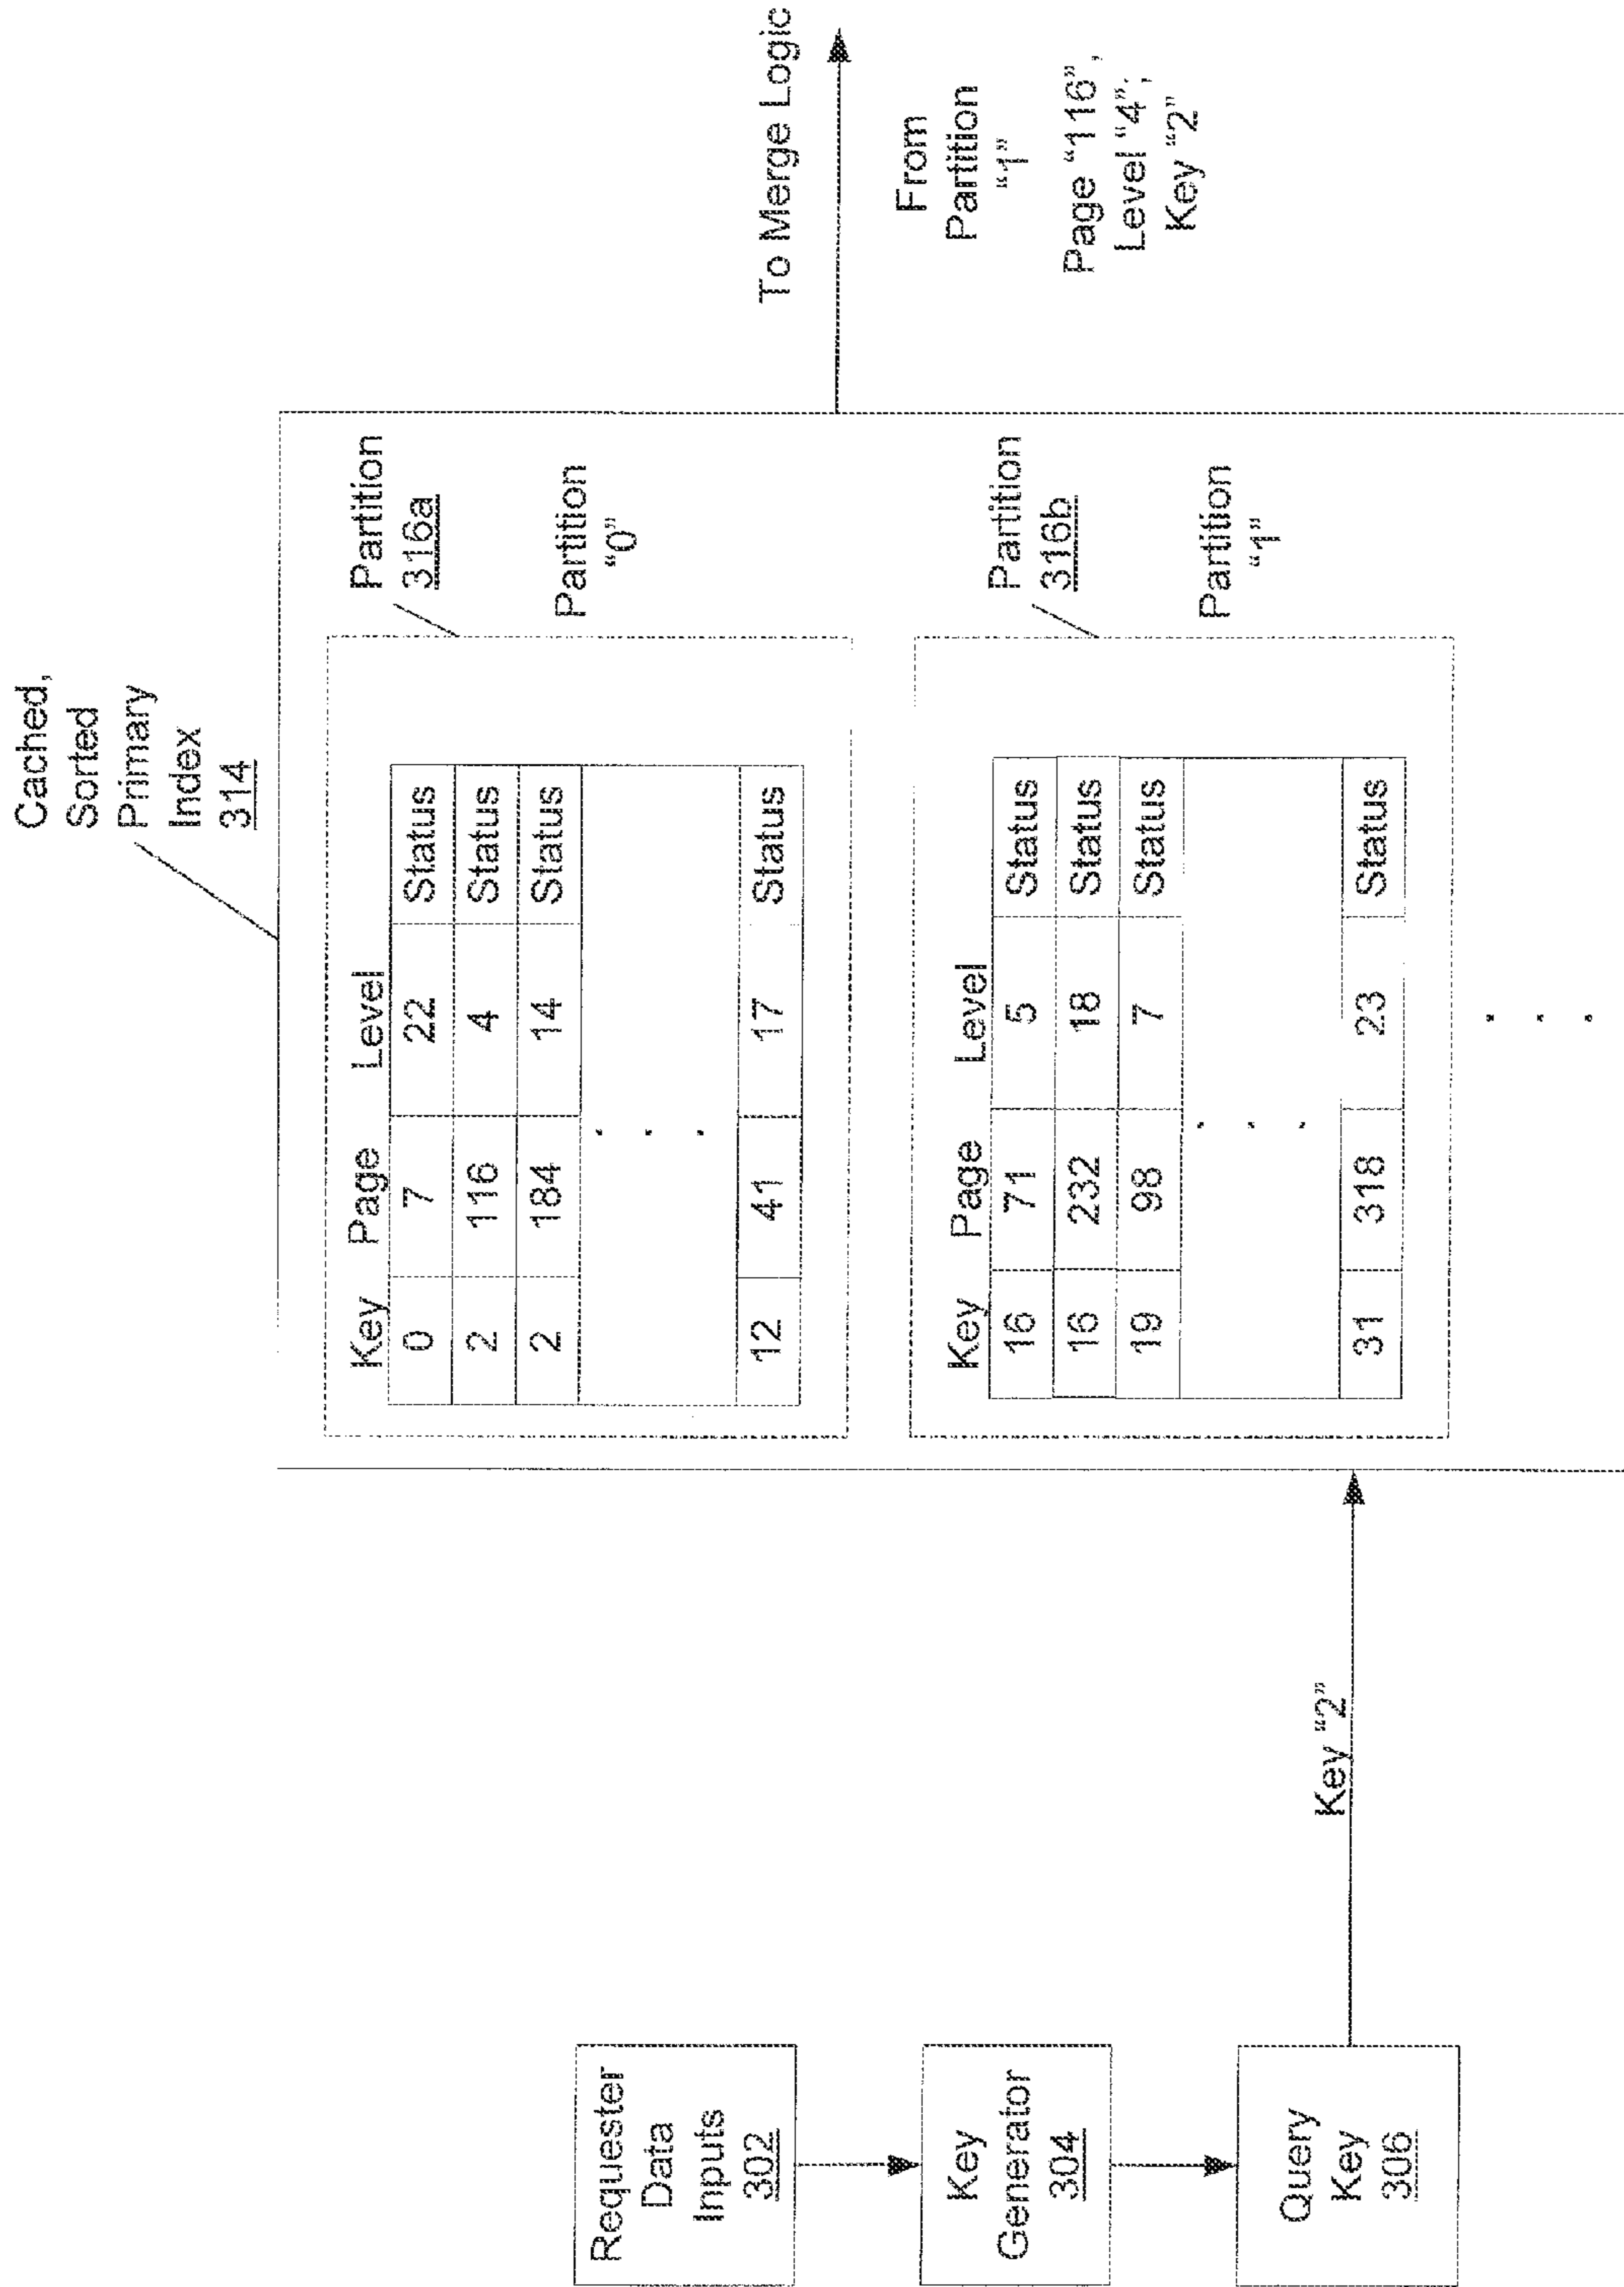 Cached,
Sorted
Primary
Index
314
Key Page Level
0 7 22 Status
2 116 4 Status
2 184 14 Status
. . .
12 41 17 Status
Partition
316a
Partition
“0”
Key Page Level
16 71 5 Status
16 232 18 Status
19 98 7 Status
. . .
31 318 23 Status
Partition
316b
Partition
“1”
. . .
Requester
Data
Inputs
302
Key
Generator
304
Query
Key
306
Key “2”
To Merge Logic
From
Partition
“1”
Page “116”,
Level “4”;
Key “2”